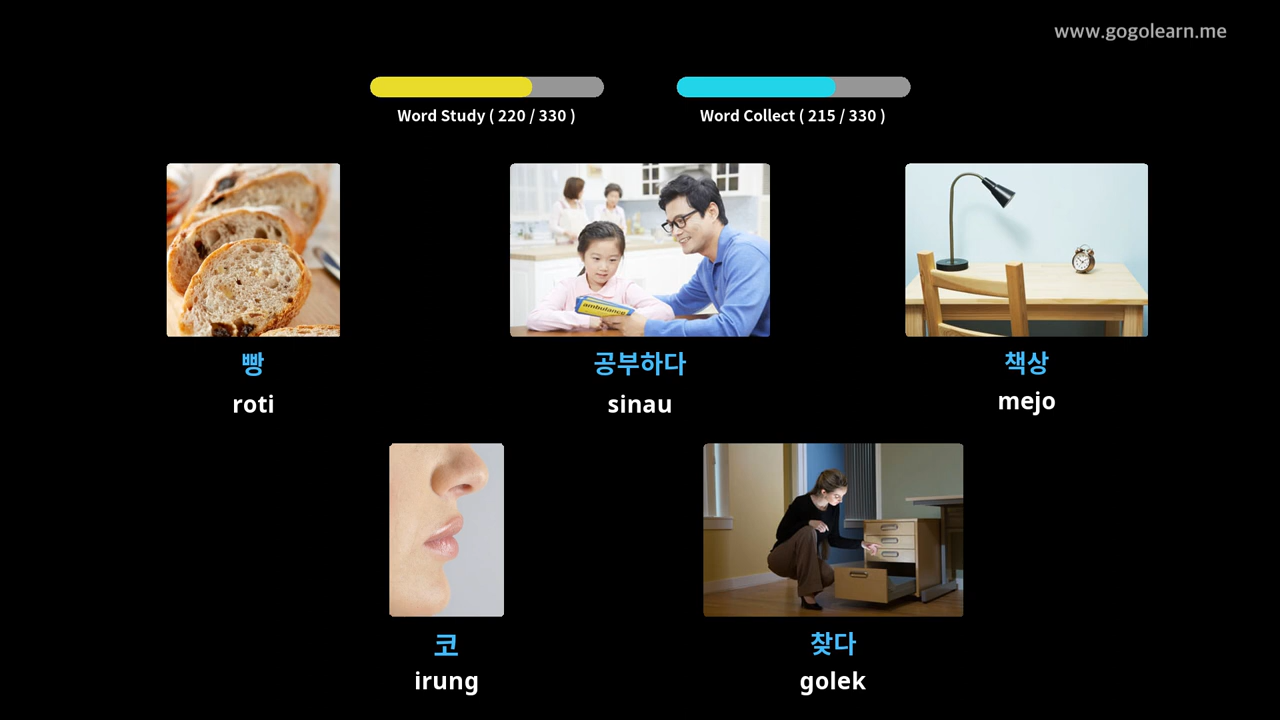 www.gogolearn.me
Word Study ( 220 / 330 )
Word Collect ( 215 / 330 )
ambulance
빵
roti
공부하다
sinau
책상
mejo
코
irung
찾다
golek